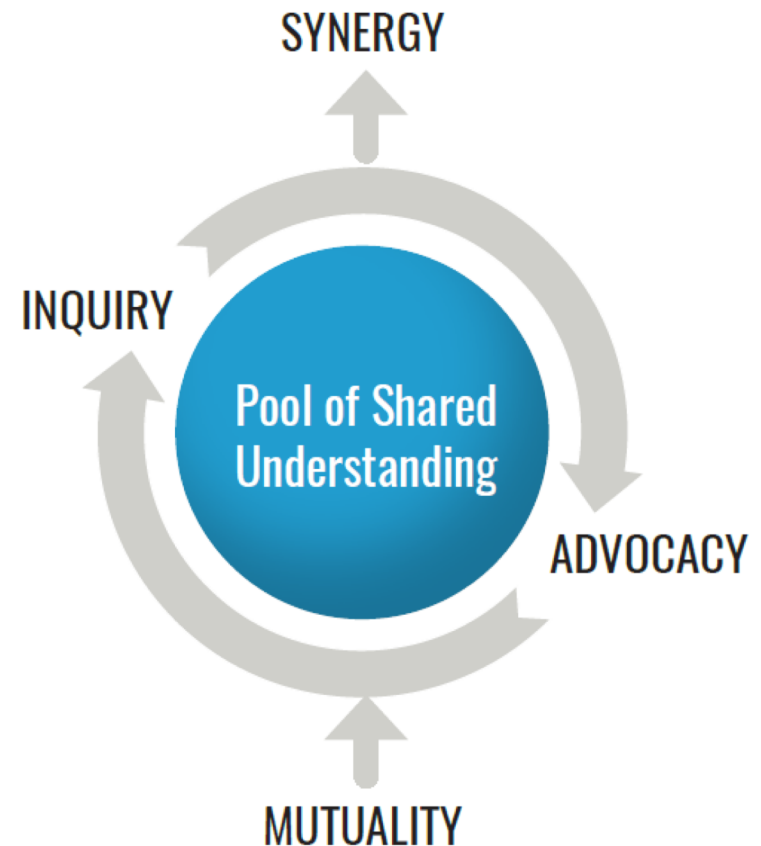 SYNERGY
INQUIRY
Pool of Shared
Understanding
ADVOCACY
MUTUALITY